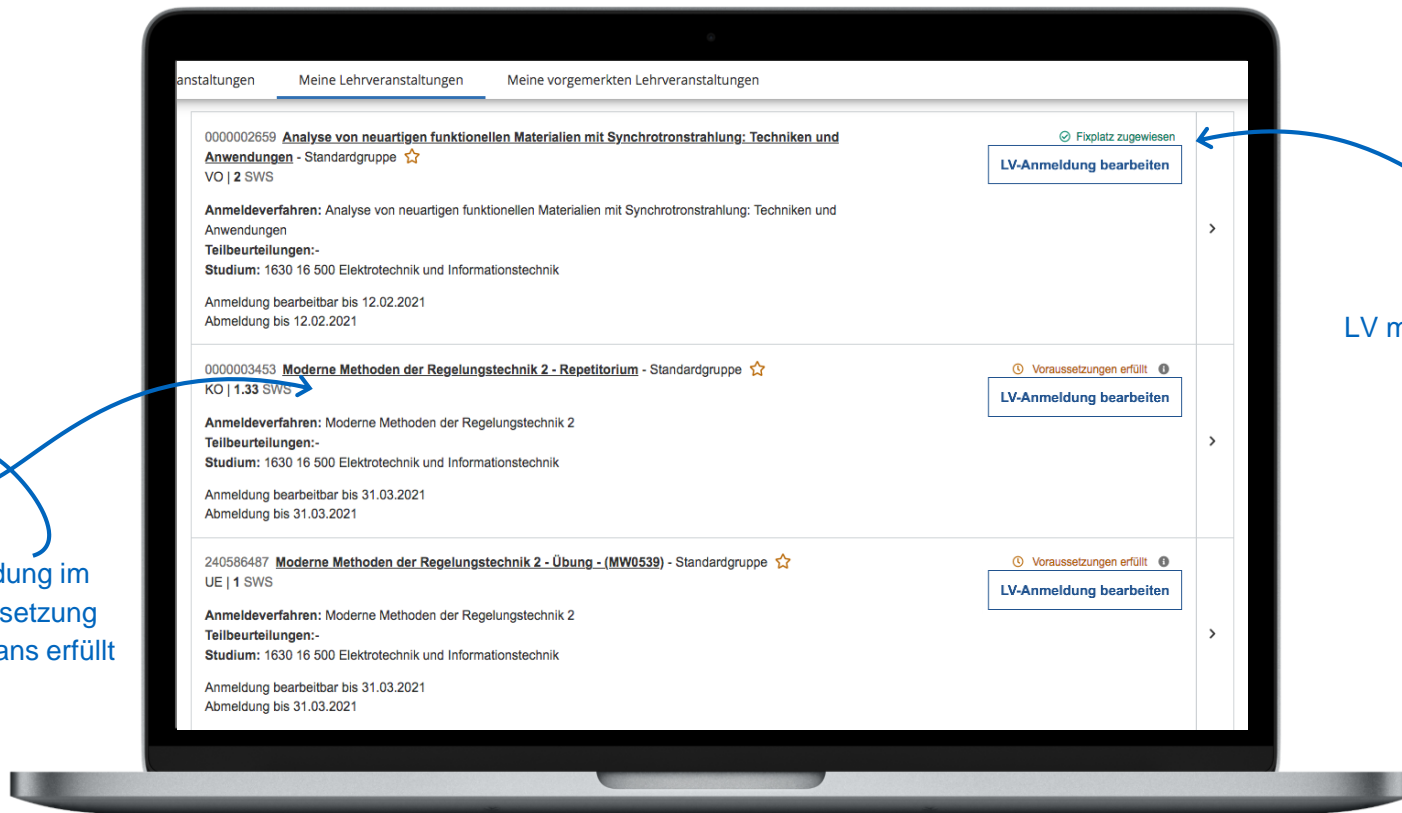 anstaltungen Meine Lehrveranstaltungen Meine vorgemerkten Lehrveranstaltungen
0000002659 Analyse von neuartigen funktionellen Materialien mit Synchrotronstrahlung: Techniken und
Anwendungen - Standardgruppe
VO | 2 SWS
Fixplatz zugewiesen
LV-Anmeldung bearbeiten
Anmeldeverfahren: Analyse von neuartigen funktionellen Materialien mit Synchrotronstrahlung: Techniken und
Anwendungen
Teilbeurteilungen:-
Studium: 1630 16 500 Elektrotechnik und Informationstechnik
Anmeldung bearbeitbar bis 12.02.2021
Abmeldung bis 12.02.2021
LV m
0000003453 Moderne Methoden der Regelungstechnik 2 - Repetitorium - Standardgruppe
KO | 1.33 SWS
Voraussetzungen erfüllt
LV-Anmeldung bearbeiten
Anmeldeverfahren: Moderne Methoden der Regelungstechnik 2
Teilbeurteilungen:-
Studium: 1630 16 500 Elektrotechnik und Informationstechnik
Anmeldung bearbeitbar bis 31.03.2021
Abmeldung bis 31.03.2021
240586487 Moderne Methoden der Regelungstechnik 2 - Übung - (MW0539) - Standardgruppe
UE | 1 SWS
Voraussetzungen erfüllt
LV-Anmeldung bearbeiten
Anmeldeverfahren: Moderne Methoden der Regelungstechnik 2
Teilbeurteilungen:-
Studium: 1630 16 500 Elektrotechnik und Informationstechnik
Anmeldung bearbeitbar bis 31.03.2021
Abmeldung bis 31.03.2021
dung im
setzung
ans erfüllt